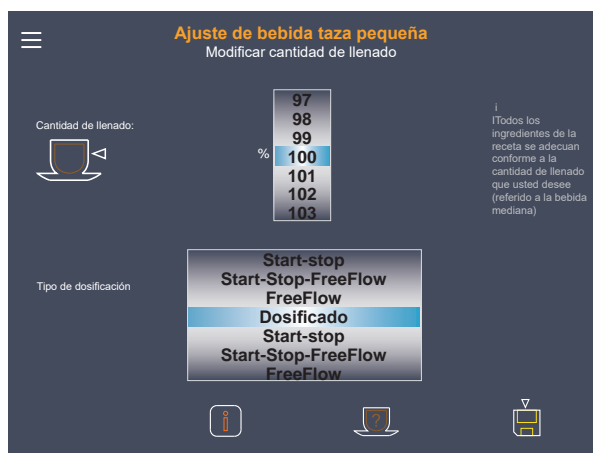 Ajuste de bebida taza pequeña
Modificar cantidad de llenado
Cantidad de llenado:
%
97
98
99
100
101
102
103
i
lTodos los
ingredientes de la
receta se adecuan
conforme a la
cantidad de llenado
que usted desee
(referido a la bebida
mediana)
Tipo de dosificación
Start-stop
Start-Stop-FreeFlow
FreeFlow
Dosificado
Start-stop
Start-Stop-FreeFlow
FreeFlow
i
?